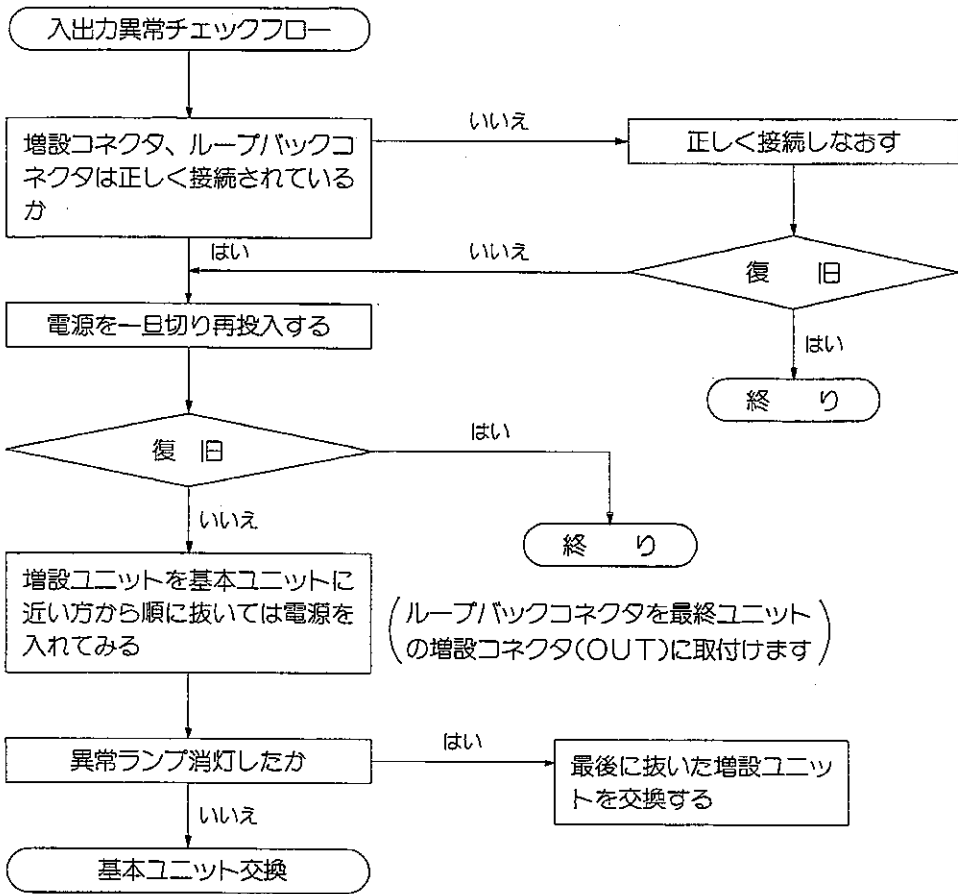 入出力異常チェックフロー
増設コネクタ、ループバックコ
ネクタは正しく接続されている
か
いいえ
正しく接続しなおす
はい
いいえ
復 旧
電源を一旦切り再投入する
はい
終 り
復 旧
はい
いいえ
終 り
増設ユニットを基本ユニットに
近い方から順に抜いては電源を
入れてみる
(ループバックコネクタを最終ユニット
の増設コネクタ(OUT)に取付けます)
異常ランプ消灯したか
はい
最後に抜いた増設ユニッ
トを交換する
いいえ
基本ユニット交換